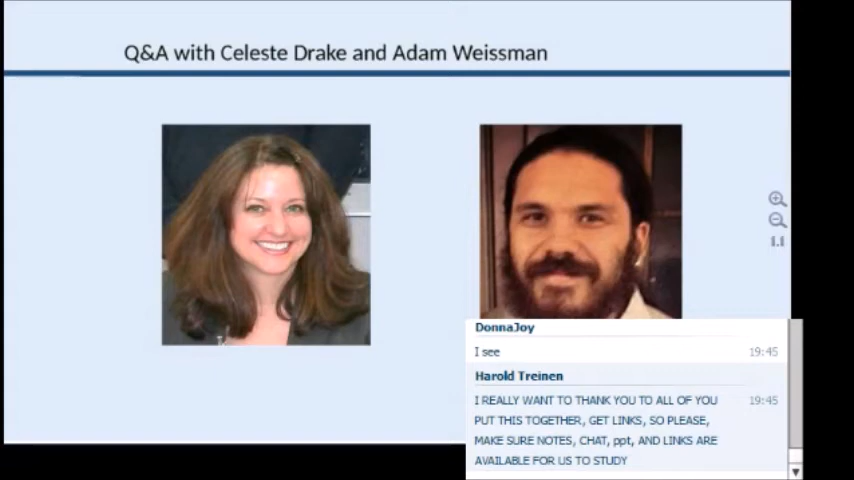 Q&A with Celeste Drake and Adam Weissman
DonnaJoy
I see 19:45
Harold Treinen
I REALLY WANT TO THANK YOU TO ALL OF YOU 19:45
PUT THIS TOGETHER, GET LINKS, SO PLEASE,
MAKE SURE NOTES, CHAT, ppt, AND LINKS ARE
AVAILABLE FOR US TO STUDY